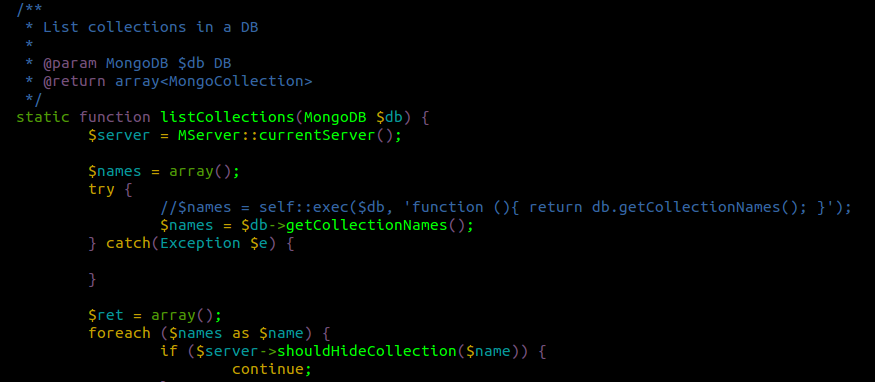 /**
 * List collections in a DB
 *
 * @param MongoDB $db DB
 * @return array<MongoCollection>
 */
static function listCollections(MongoDB $db) {
        $server = MServer::currentServer();

        $names = array();
        try {
                //$names = self::exec($db, 'function (){ return db.getCollectionNames(); }');
                $names = $db->getCollectionNames();
        } catch(Exception $e) {

        }

        $ret = array();
        foreach ($names as $name) {
                if ($server->shouldHideCollection($name)) {
                        continue;